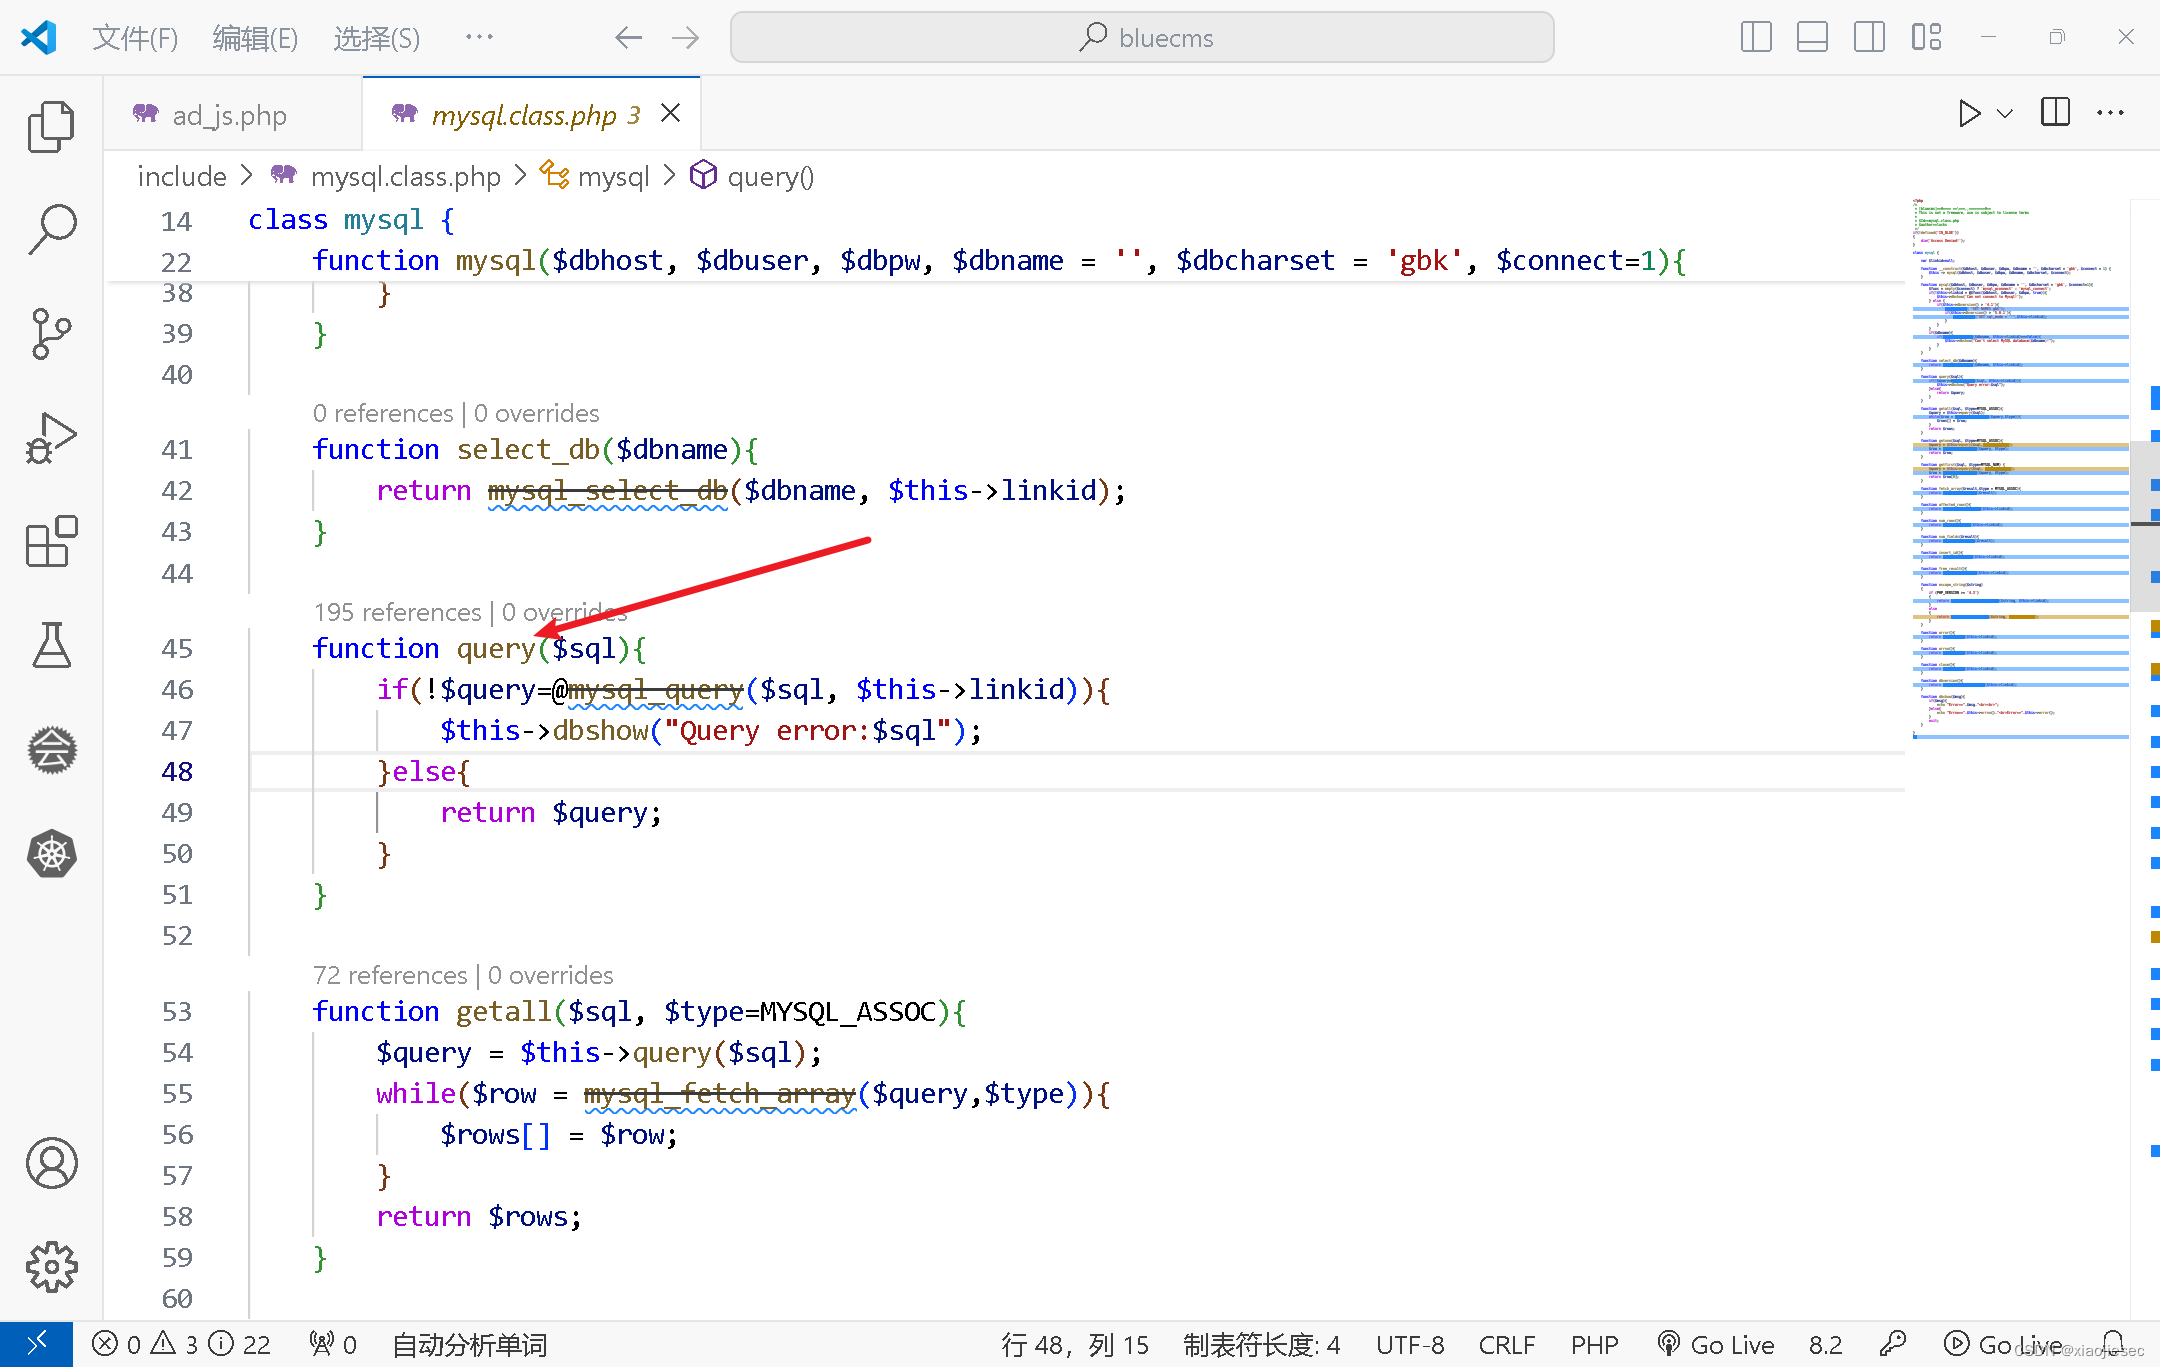 文件(F) 编辑(E) 选择(S) ··· bluecms
ad_js.php mysql.class.php 3
include > mysql.class.php > mysql > query()
14 class mysql {
22 function mysql($dbhost, $dbuser, $dbpw, $dbname = '', $dbcharset = 'gbk', $connect=1){
38 }
39 }
40
0 references | 0 overrides
41 function select_db($dbname){
42 return mysql_select_db($dbname, $this->linkid);
43 }
44
195 references | 0 overrides
45 function query($sql){
46 if(!$query=@mysql_query($sql, $this->linkid)){
47 $this->dbshow("Query error:$sql");
48 }else{
49 return $query;
50 }
51 }
52
72 references | 0 overrides
53 function getall($sql, $type=MYSQL_ASSOC){
54 $query = $this->query($sql);
55 while($row = mysql_fetch_array($query,$type)){
56 $rows[] = $row;
57 }
58 return $rows;
59 }
60
0 3 22 0 自动分析单词 行 48，列 15 制表符长度: 4 UTF-8 CRLF PHP Go Live 8.2 Go Live
CSDN @xiaojiesec